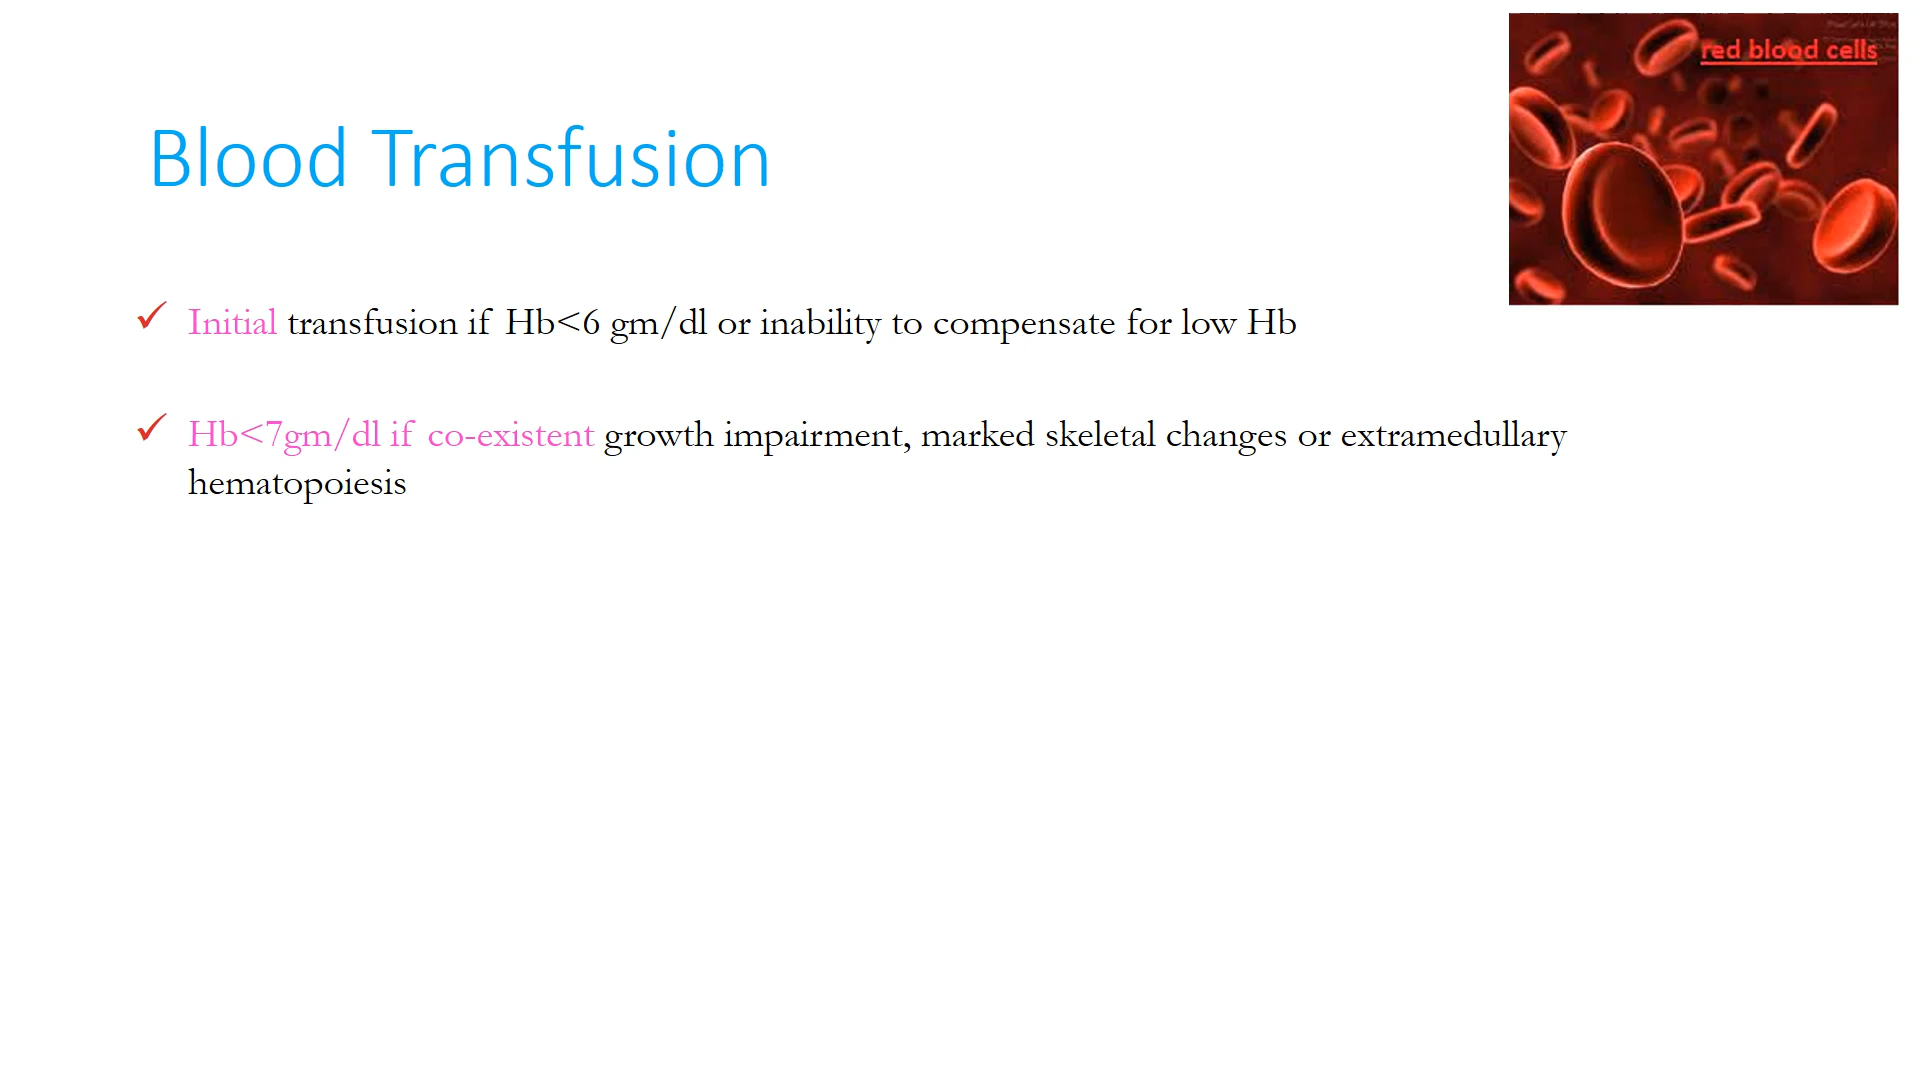 red blood cells
Blood Transfusion
✓ Initial transfusion if Hb<6 gm/dl or inability to compensate for low Hb
✓ Hb<7gm/dl if co-existent growth impairment, marked skeletal changes or extramedullary
hematopoiesis